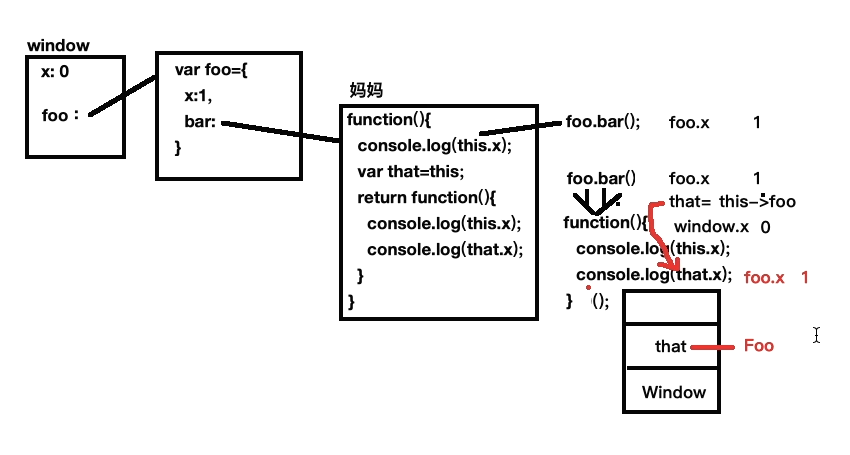 window
x: 0
foo：
var foo={
x:1,
bar:
}
妈妈
function(){
console.log(this.x);
var that=this;
return function(){
console.log(this.x);
console.log(that.x);
}
}
foo.bar(); foo.x 1
foo.bar() foo.x 1
that= this->foo
function(){ window.x 0
console.log(this.x);
console.log(that.x); foo.x 1
} ();
that Foo
Window